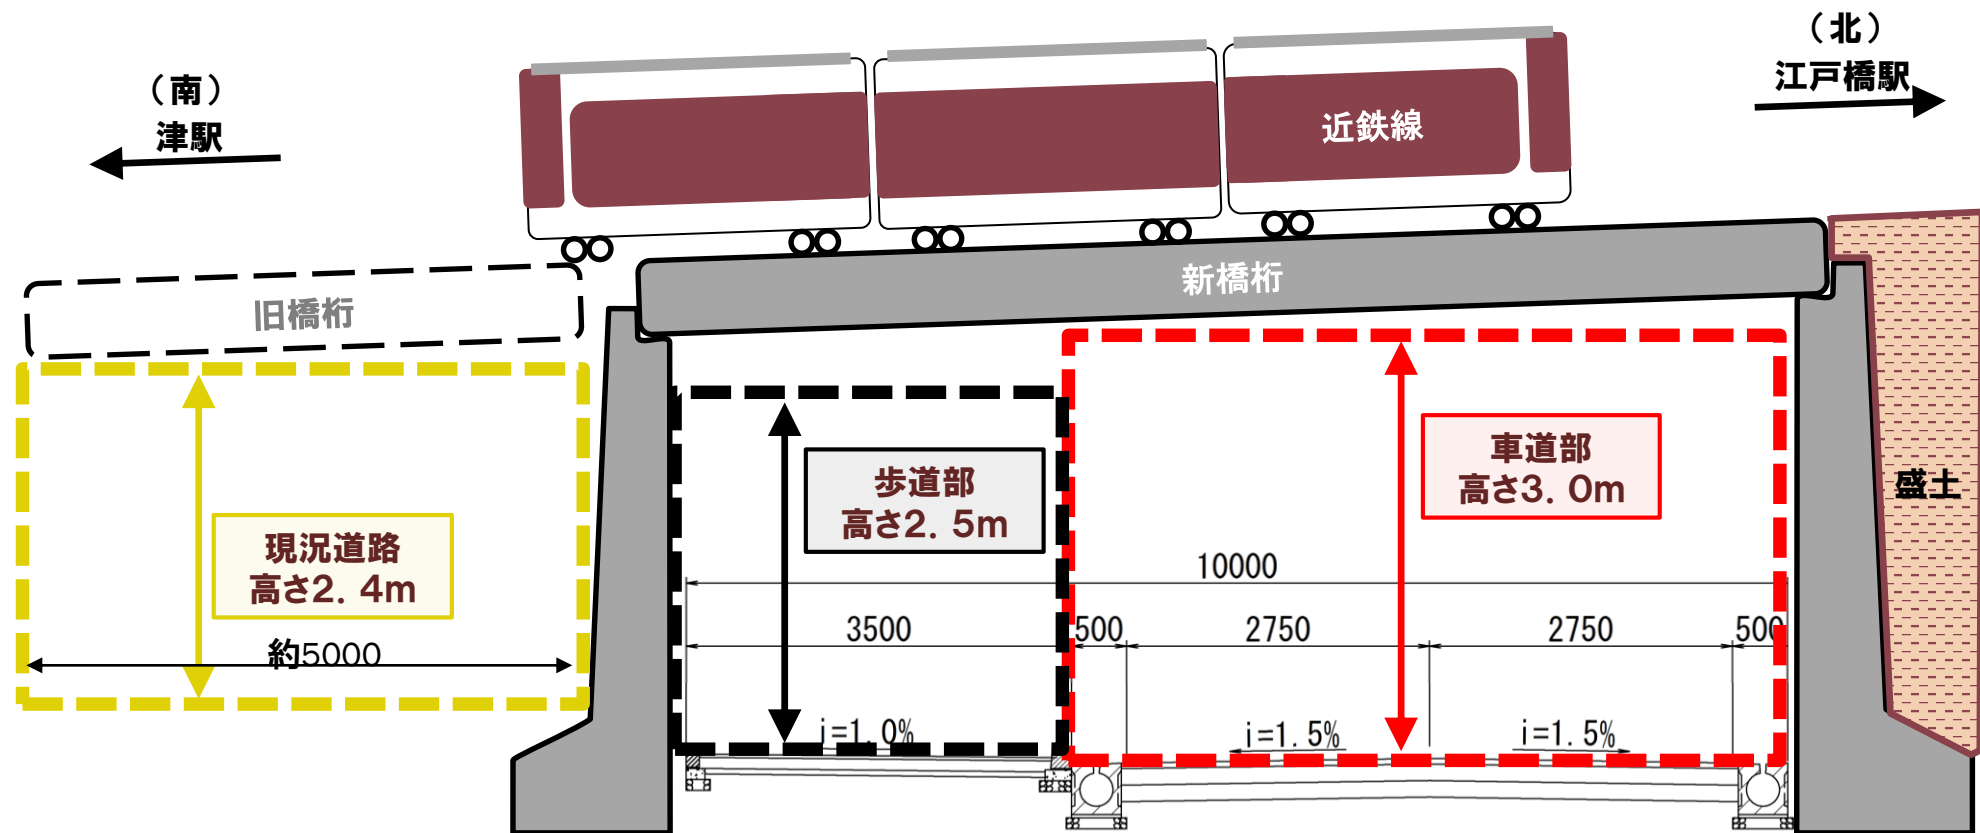 （南）
津駅
（北）
江戸橋駅
近鉄線
新橋桁
旧橋桁
現況道路
高さ2．4m
約5000
歩道部
高さ2．5m
車道部
高さ3．0m
盛土
10000
3500
500
2750
2750
500
i=1.0%
i=1.5%
i=1.5%